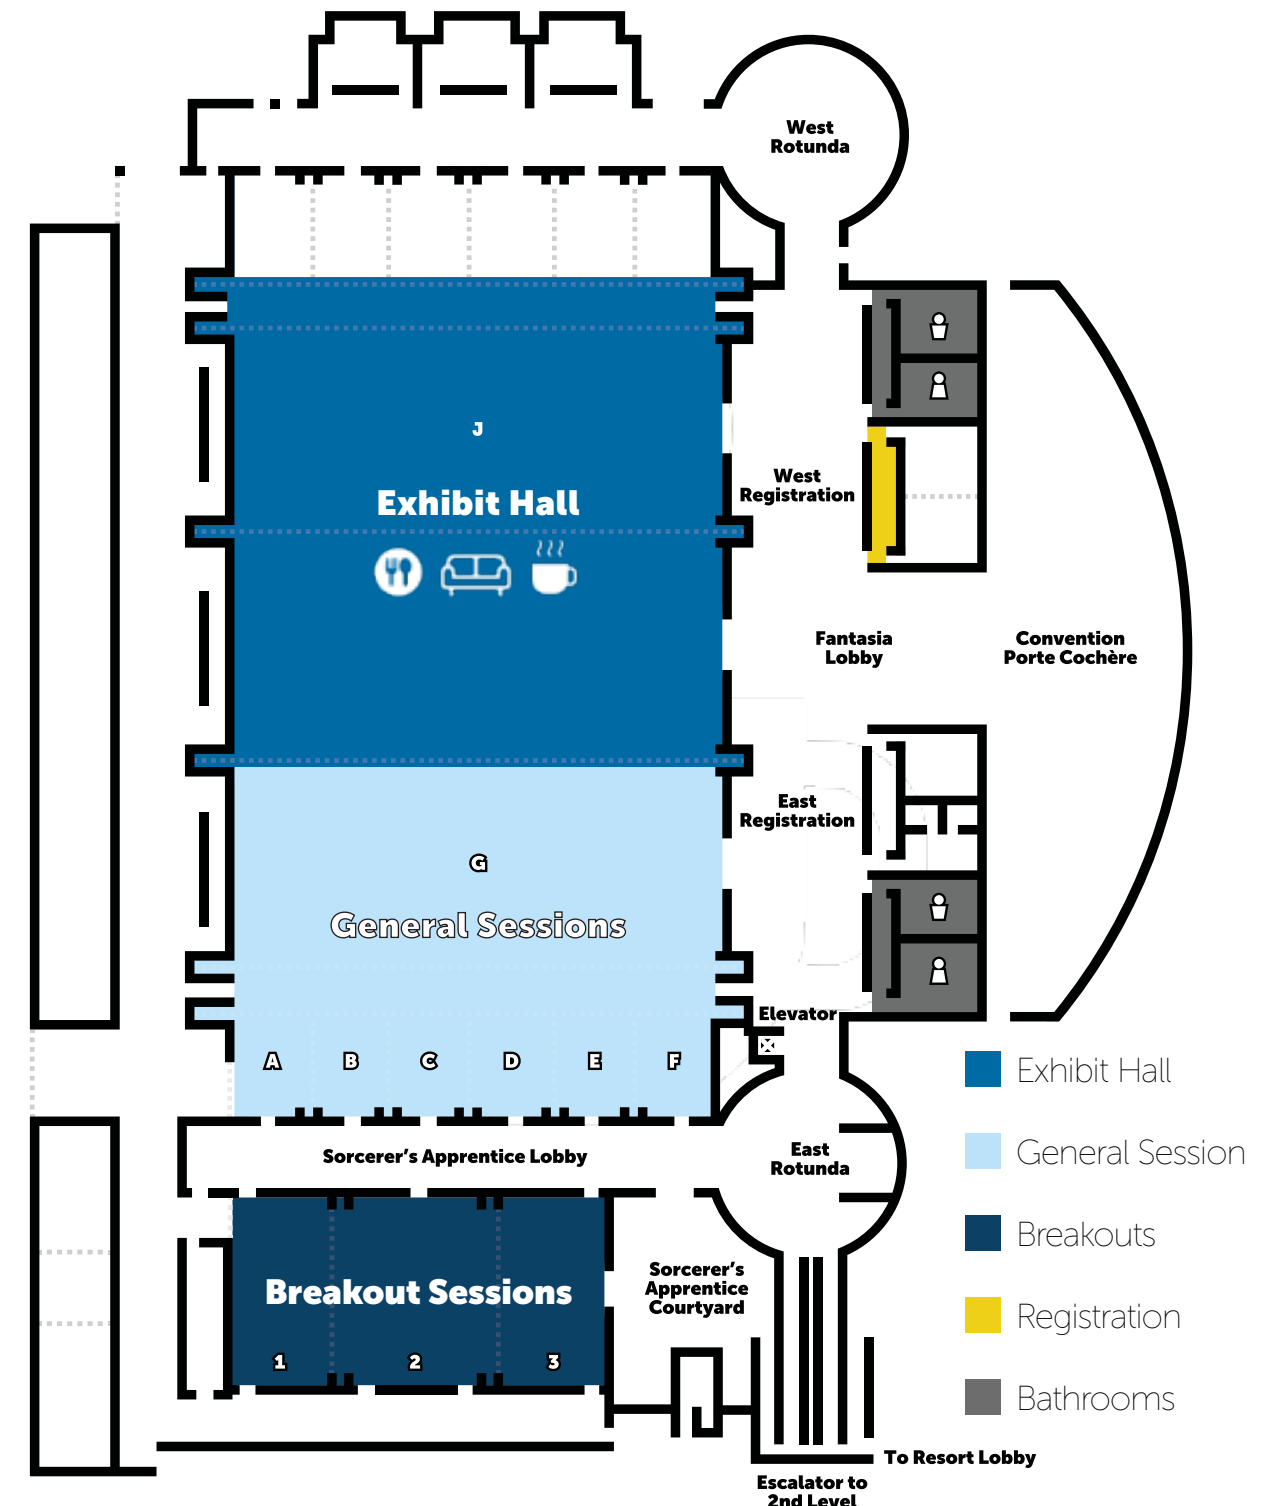 West
Rotunda
J
Exhibit Hall
West
Registration
Fantasia
Lobby
Convention
Porte Cochère
East
Registration
G
General Sessions
Elevator
A B C D E F
Exhibit Hall
Sorcerer's Apprentice Lobby
East
Rotunda
General Session
Breakouts
Sorcerer's
Apprentice
Courtyard
Breakout Sessions
1 2 3
Registration
Bathrooms
To Resort Lobby
Escalator to
2nd Level